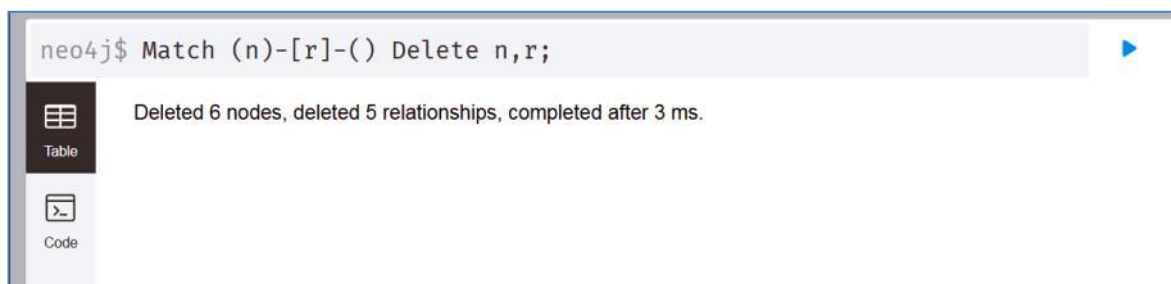 neo4j$ Match (n)-[r]-() Delete n,r;
Deleted 6 nodes, deleted 5 relationships, completed after 3 ms.
Table
Code